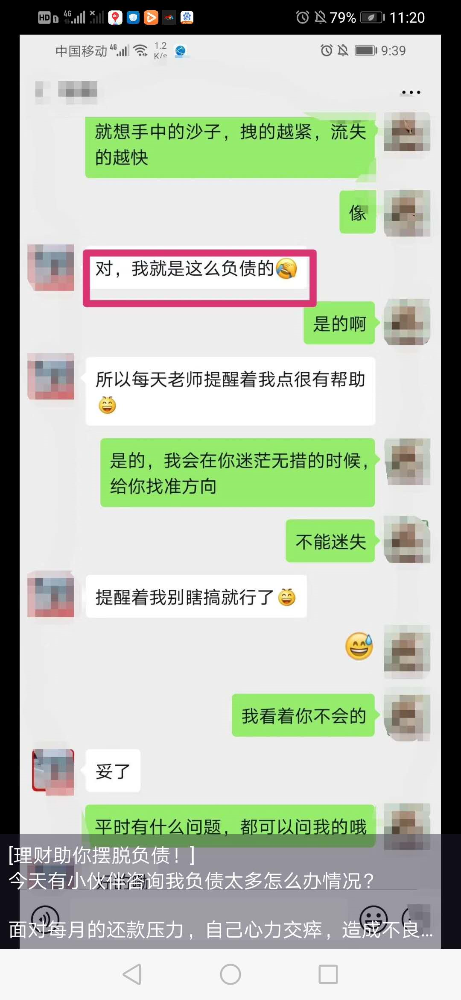 HD 1 4G 79% 11:20
中国移动 4G 1.2 K/s 9:39
就想手中的沙子，拽的越紧，流失
的越快
像
对，我就是这么负债的
是的啊
所以每天老师提醒着我点很有帮助
是的，我会在你迷茫无措的时候，
给你找准方向
不能迷失
提醒着我别瞎搞就行了
我看着你不会的
妥了
平时有什么问题，都可以问我的哦
[理财助你摆脱负债！]
今天有小伙伴咨询我负债太多怎么办情况？
面对每月的还款压力，自己心力交瘁，造成不良...